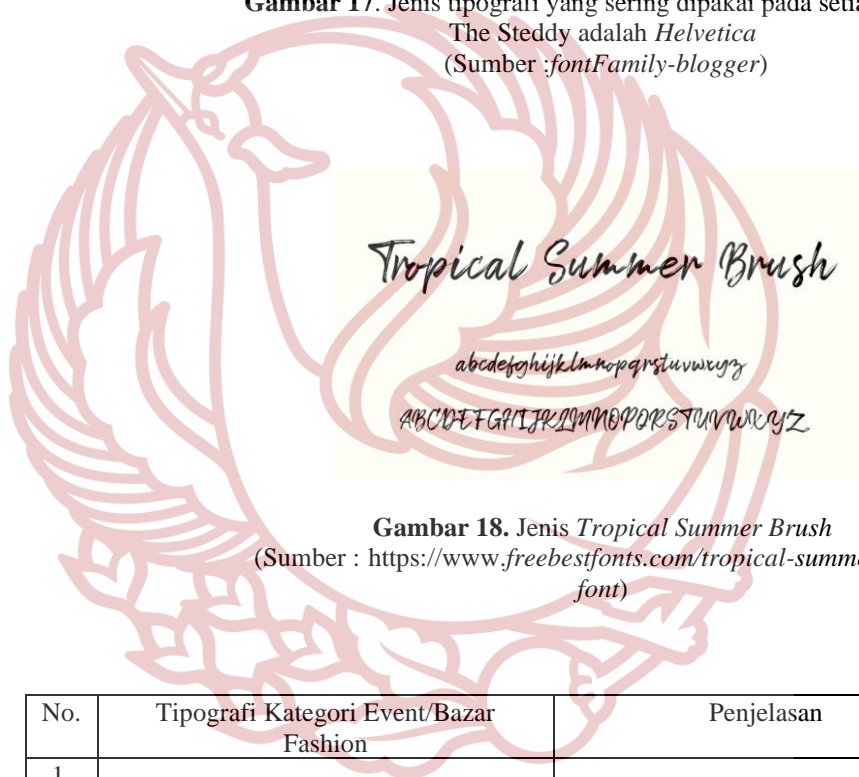 Gambar 17. Jenis tipografi yang sering dipakai pada setia
The Steddy adalah Helvetica
(Sumber :fontFamily-blogger)
Tropical Summer Brush
abcdefghijklmnopqrstuvwxyz
ABCDEFGHIJKLMNOPQRSTUVWXYZ
Gambar 18. Jenis Tropical Summer Brush
(Sumber : https://www.freebestfonts.com/tropical-summe
font)
No. Tipografi Kategori Event/Bazar Penjelasan
Fashion
1.